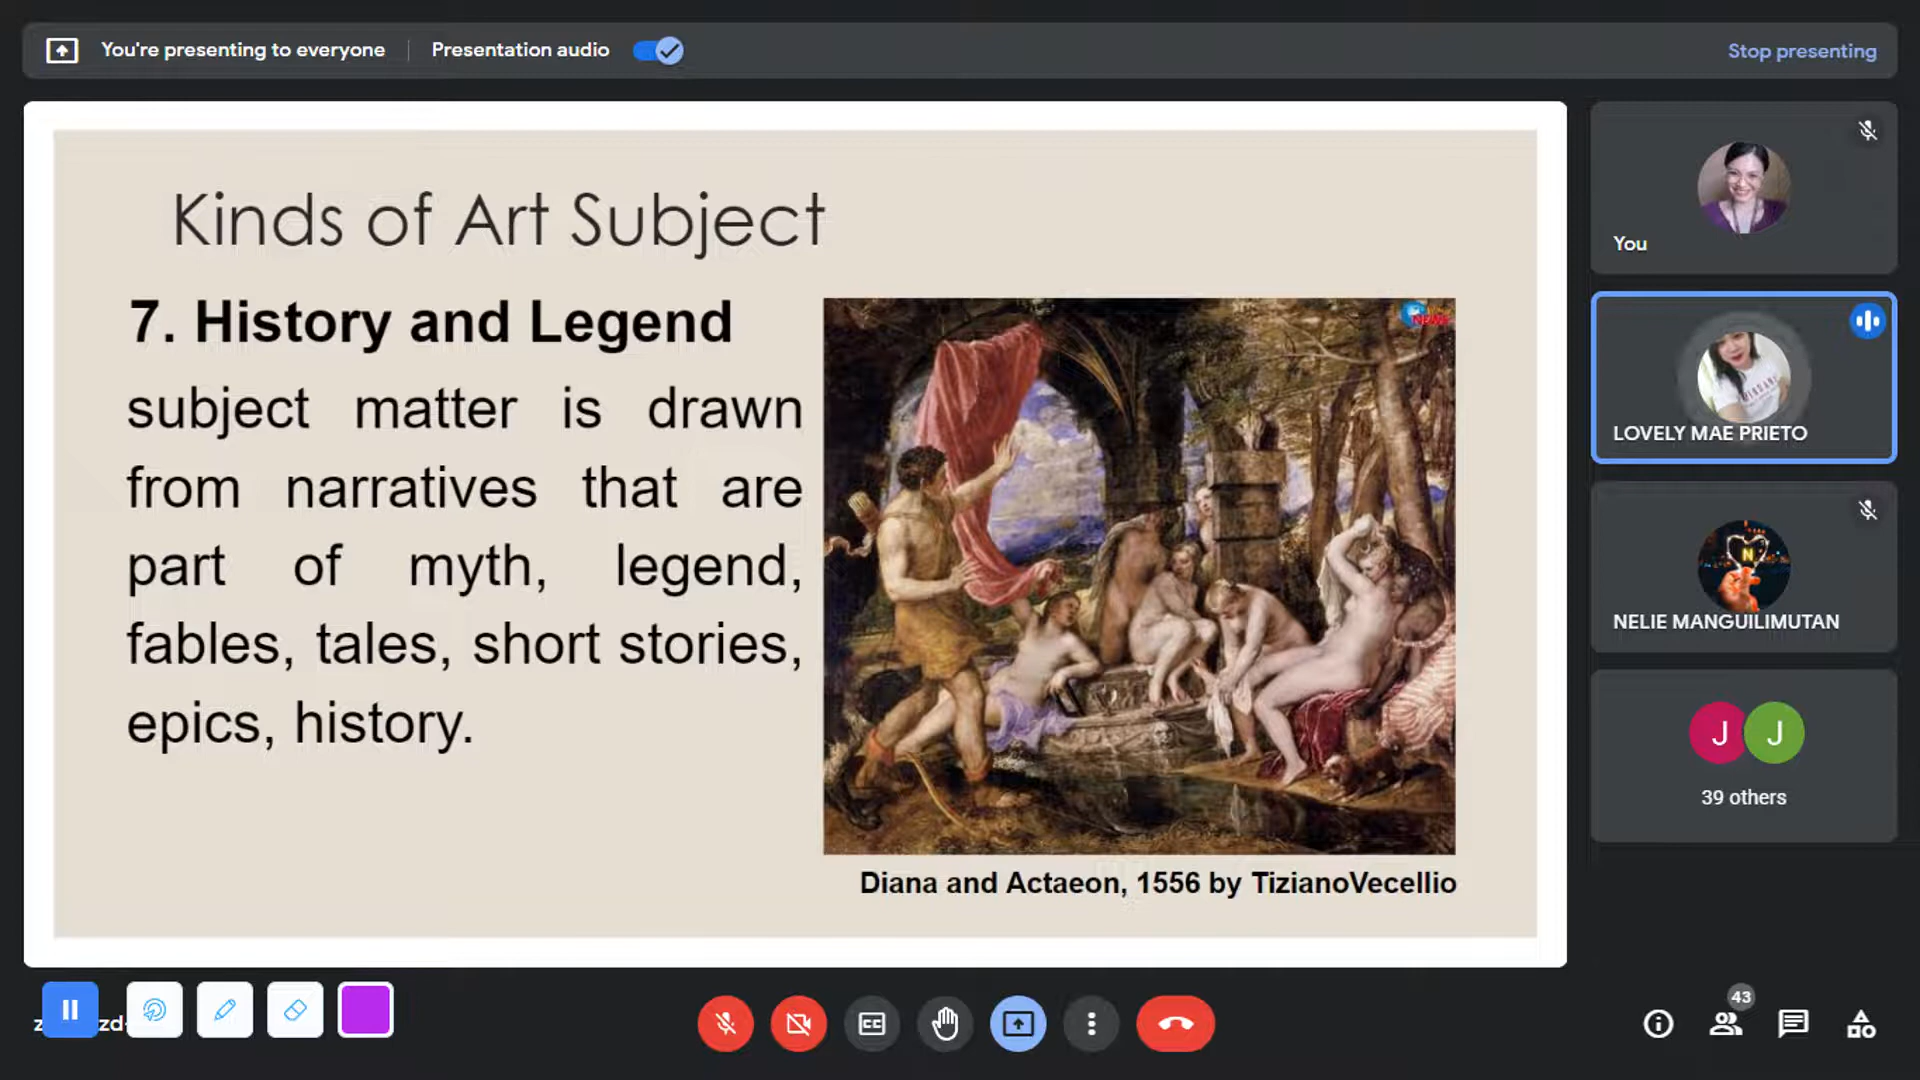 You're presenting to everyone
Presentation audio
Stop presenting
Kinds of Art Subject
7. History and Legend
subject matter is drawn
from narratives that are
part of myth, legend,
fables, tales, short stories,
epics, history.
NEWS
Diana and Actaeon, 1556 by TizianoVecellio
You
LOVELY MAE PRIETO
N
NELIE MANGUILIMUTAN
J J
39 others
CC
43